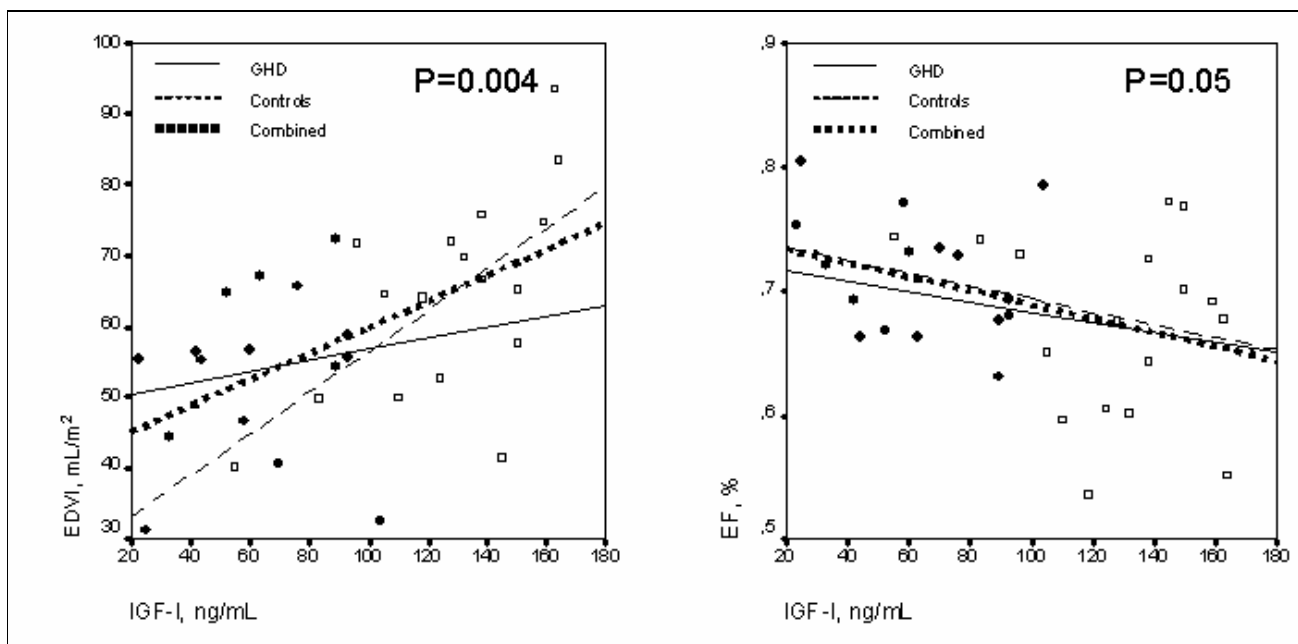 100
90
80
70
60
50
40
30
EDVI, mL/m²
GHD
Controls
Combined
P=0.004
20 40 60 80 100 120 140 160 180
IGF-I, ng/mL
,9
,8
,7
,6
,5
EF, %
GHD
Controls
Combined
P=0.05
20 40 60 80 100 120 140 160 180
IGF-I, ng/mL